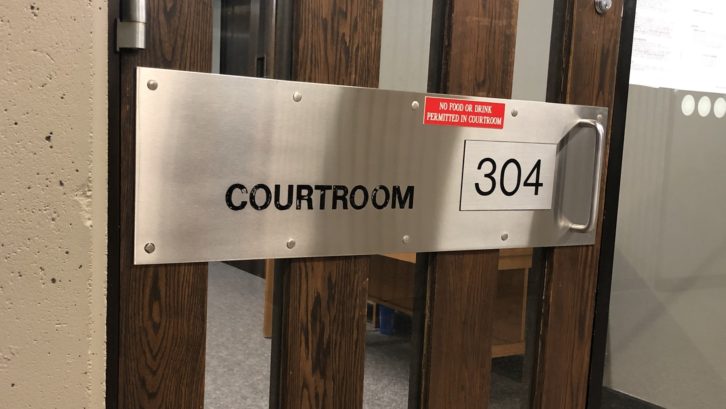 NO FOOD OR DRINK
PERMITTED IN COURTROOM
COURTROOM
304